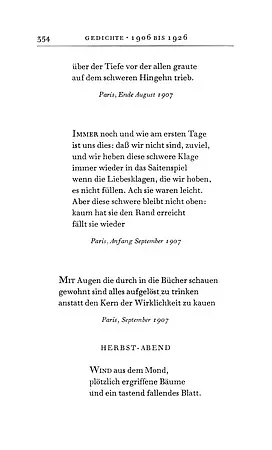 354
GEDICHTE · 1906 BIS 1926
über der Tiefe vor der allen graute
auf dem schweren Hingehn trieb.
Paris, Ende August 1907
IMMER noch und wie am ersten Tage
ist uns dies: daß wir nicht sind, zuviel,
und wir heben diese schwere Klage
immer wieder in das Saitenspiel
wenn die Liebesklagen, die wir hoben,
es nicht füllen. Ach sie waren leicht.
Aber diese schwere bleibt nicht oben:
kaum hat sie den Rand erreicht
fällt sie wieder
Paris, Anfang September 1907
MIT Augen die durch in die Bücher schauen
gewohnt sind alles aufgelöst zu trinken
anstatt den Kern der Wirklichkeit zu kauen
Paris, September 1907
HERBST-ABEND
WIND aus dem Mond,
plötzlich ergriffene Bäume
und ein tastend fallendes Blatt.